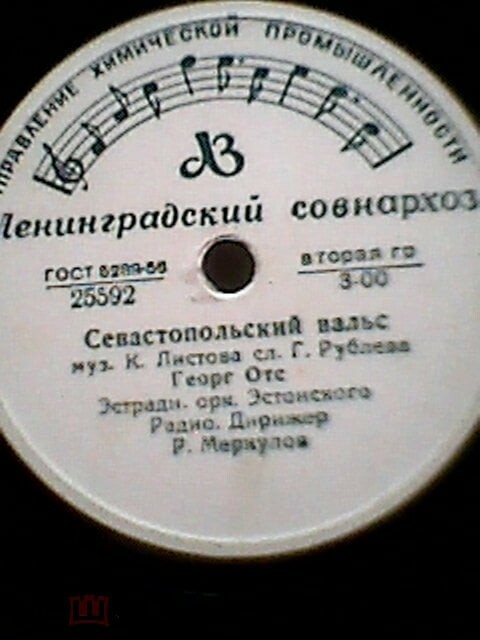 УПРАВЛЕНИЕ ХИМИЧЕСКОЙ ПРОМЫШЛЕННОСТИ
ЛЗ
Ленинградский совнархоз
ГОСТ 5289-56
25592
вторая гр
3-00
Севастопольский вальс
муз. К. Листова сл. Г. Рублева
Георг Отс
Эстрадн. орк. Эстонского
Радио. Дирижер
Р. Меркулов